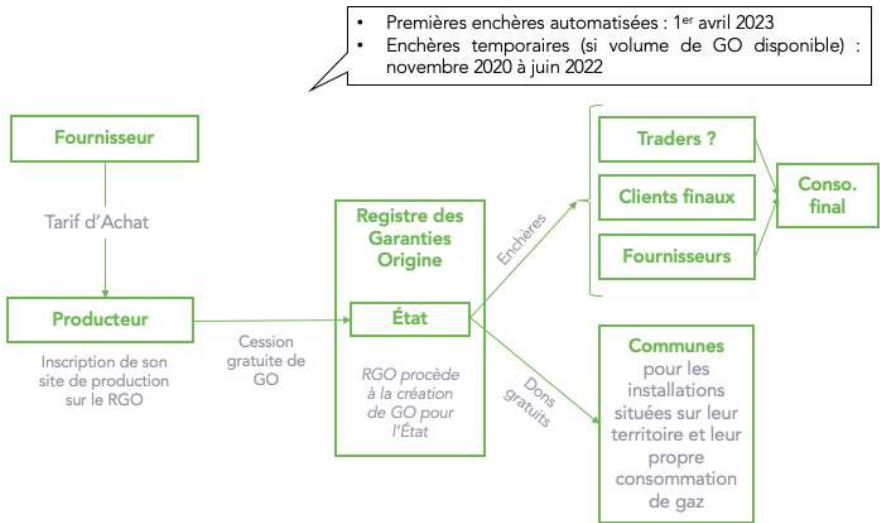 • Premières enchères automatisées : 1er avril 2023
• Enchères temporaires (si volume de GO disponible) :
novembre 2020 à juin 2022
Fournisseur
Tarif d'Achat
Producteur
Inscription de son
site de production
sur le RGO
Cession
gratuite de
GO
Registre des
Garanties
Origine
État
RGO procède
à la création
de GO pour
l'État
Enchères
Dons
gratuits
Traders ?
Clients finaux
Fournisseurs
Conso.
final
Communes
pour les
installations
situées sur leur
territoire et leur
propre
consommation
de gaz